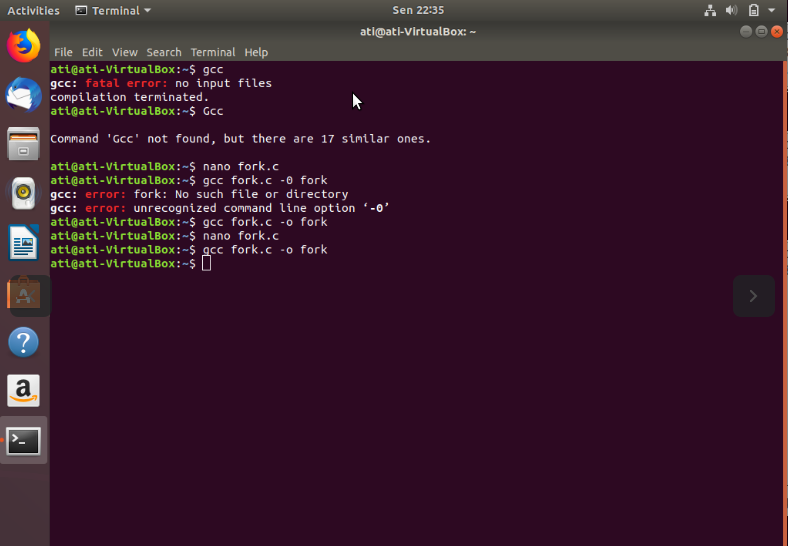 Activities Terminal Sen 22:35
ati@ati-VirtualBox: ~
File Edit View Search Terminal Help
ati@ati-VirtualBox:~$ gcc
gcc: fatal error: no input files
compilation terminated.
ati@ati-VirtualBox:~$ Gcc
Command 'Gcc' not found, but there are 17 similar ones.
ati@ati-VirtualBox:~$ nano fork.c
ati@ati-VirtualBox:~$ gcc fork.c -0 fork
gcc: error: fork: No such file or directory
gcc: error: unrecognized command line option ‘-0’
ati@ati-VirtualBox:~$ gcc fork.c -o fork
ati@ati-VirtualBox:~$ nano fork.c
ati@ati-VirtualBox:~$ gcc fork.c -o fork
ati@ati-VirtualBox:~$